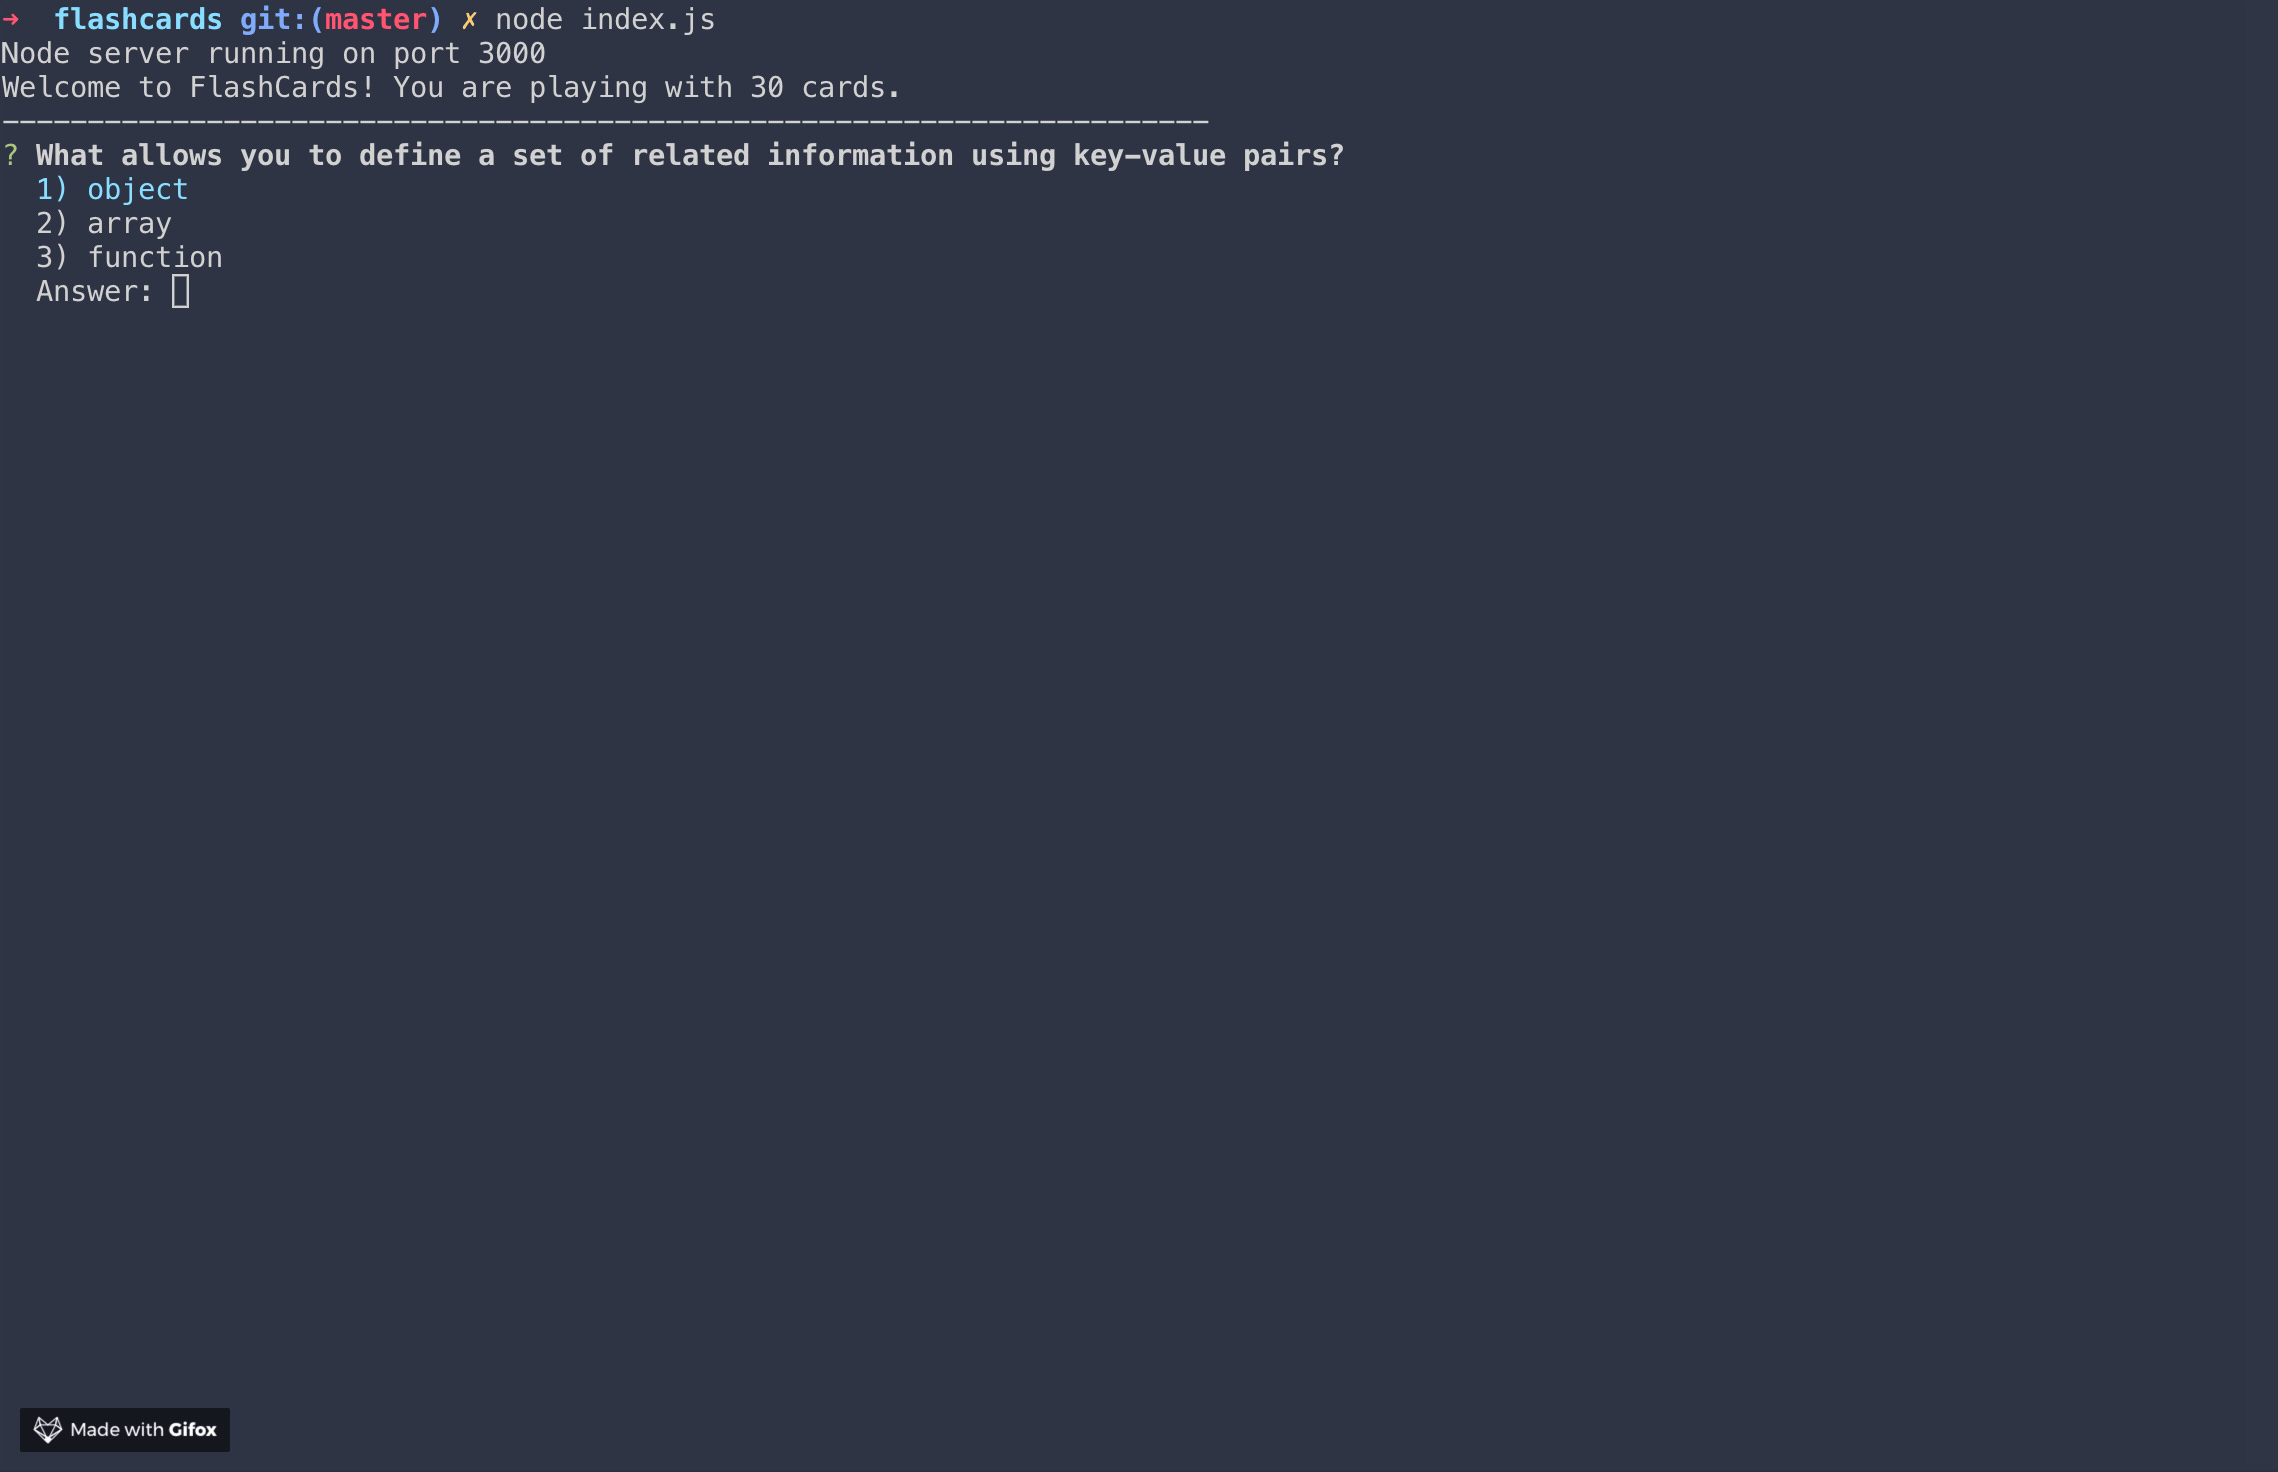 ➜  flashcards git:(master) ✗ node index.js
Node server running on port 3000
Welcome to FlashCards! You are playing with 30 cards.
-----------------------------------------------------------------------
? What allows you to define a set of related information using key-value pairs?
  1) object
  2) array
  3) function
  Answer:
Made with Gifox